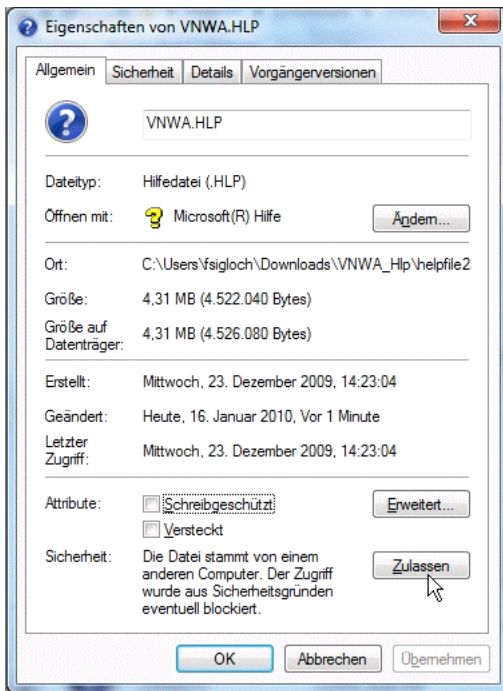 Eigenschaften von VNWA.HLP
Allgemein Sicherheit Details Vorgängerversionen
VNWA.HLP
Dateityp: Hilfedatei (.HLP)
Öffnen mit: Microsoft(R) Hilfe Ändern...
Ort: C:\Users\fsigloch\Downloads\VNWA_Hlp\helpfile2
Größe: 4,31 MB (4.522.040 Bytes)
Größe auf
Datenträger: 4,31 MB (4.526.080 Bytes)
Erstellt: Mittwoch, 23. Dezember 2009, 14:23:04
Geändert: Heute, 16. Januar 2010, Vor 1 Minute
Letzter
Zugriff: Mittwoch, 23. Dezember 2009, 14:23:04
Attribute: Schreibgeschützt Erweitert...
Versteckt
Sicherheit: Die Datei stammt von einem
anderen Computer. Der Zugriff
wurde aus Sicherheitsgründen
eventuell blockiert.
Zulassen
OK Abbrechen Übernehmen